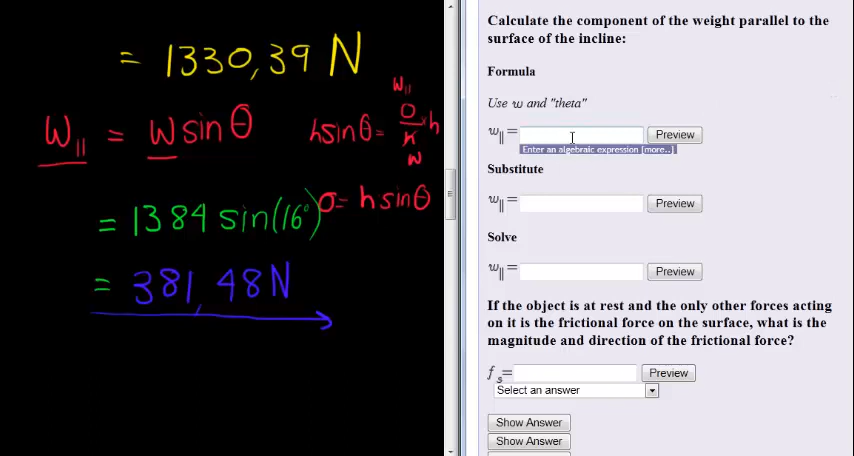 = 1330,39 N
W|| = w sin θ
h sin θ = o/h × h
W||
w
= 1384 sin(16°)
o = h sin θ
= 381,48 N
Calculate the component of the weight parallel to the
surface of the incline:
Formula
Use w and "theta"
w|| =
Preview
Enter an algebraic expression [more..]
Substitute
w|| =
Preview
Solve
w|| =
Preview
If the object is at rest and the only other forces acting
on it is the frictional force on the surface, what is the
magnitude and direction of the frictional force?
f s =
Preview
Select an answer
Show Answer
Show Answer